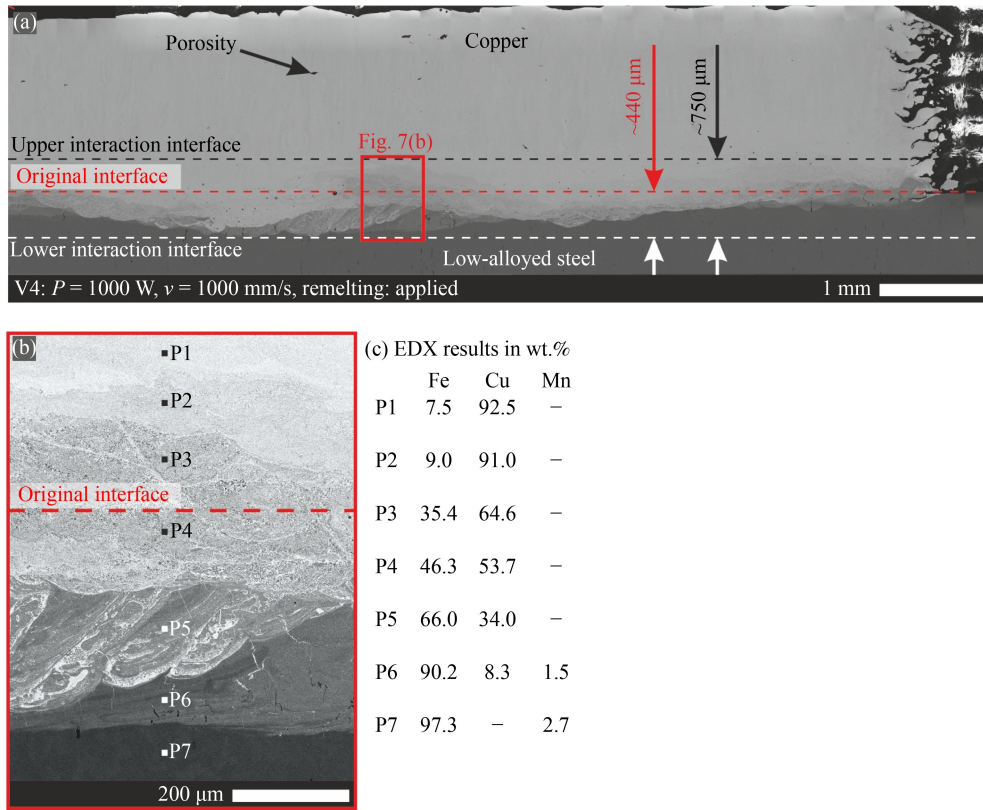 (a)
Porosity
Copper
~440 µm
~750 µm
Upper interaction interface
Fig. 7(b)
Original interface
Lower interaction interface
Low-alloyed steel
V4: P = 1000 W, v = 1000 mm/s, remelting: applied
1 mm
(b)
P1
P2
P3
Original interface
P4
P5
P6
P7
200 µm
(c) EDX results in wt.%
Fe Cu Mn
P1 7.5 92.5 –
P2 9.0 91.0 –
P3 35.4 64.6 –
P4 46.3 53.7 –
P5 66.0 34.0 –
P6 90.2 8.3 1.5
P7 97.3 – 2.7